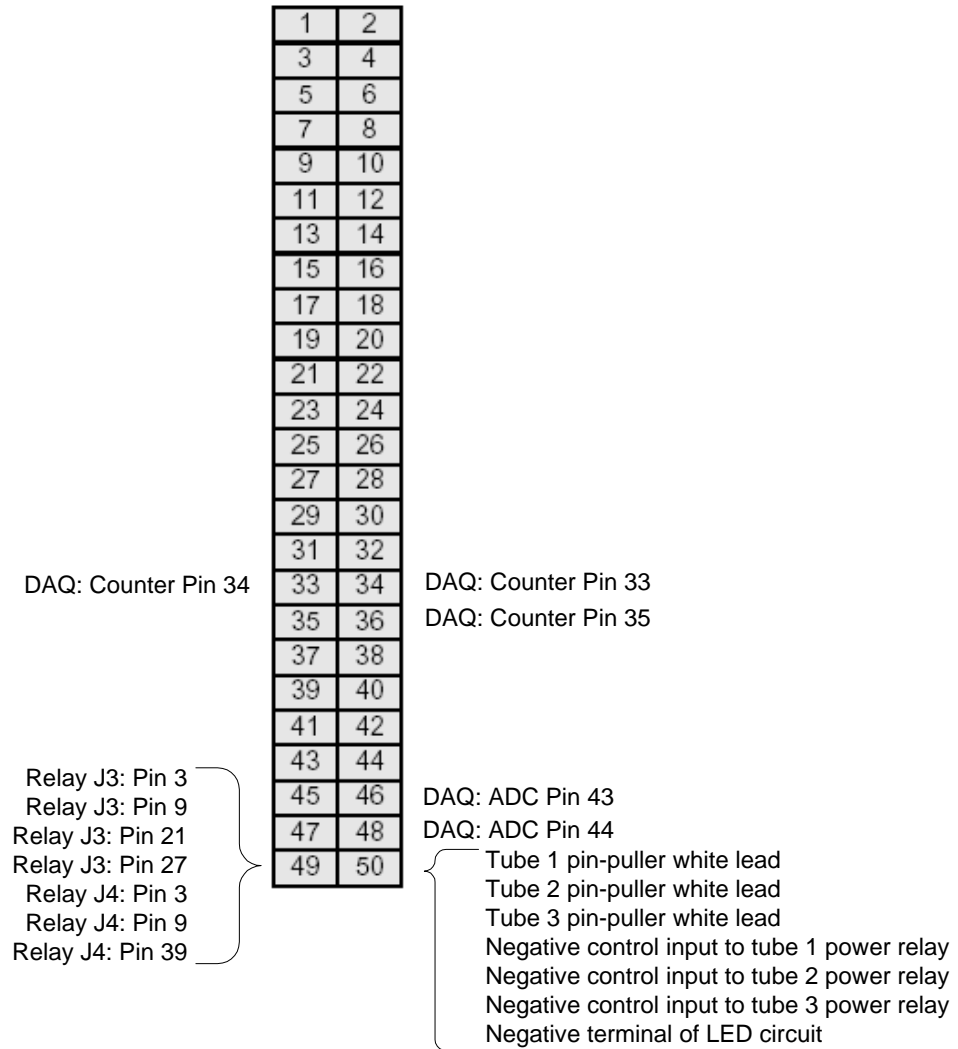 1 2
3 4
5 6
7 8
9 10
11 12
13 14
15 16
17 18
19 20
21 22
23 24
25 26
27 28
29 30
31 32
DAQ: Counter Pin 34 33 34 DAQ: Counter Pin 33
35 36 DAQ: Counter Pin 35
37 38
39 40
41 42
43 44
45 46 DAQ: ADC Pin 43
47 48 DAQ: ADC Pin 44
49 50
Relay J3: Pin 3
Relay J3: Pin 9
Relay J3: Pin 21
Relay J3: Pin 27
Relay J4: Pin 3
Relay J4: Pin 9
Relay J4: Pin 39
Tube 1 pin-puller white lead
Tube 2 pin-puller white lead
Tube 3 pin-puller white lead
Negative control input to tube 1 power relay
Negative control input to tube 2 power relay
Negative control input to tube 3 power relay
Negative terminal of LED circuit